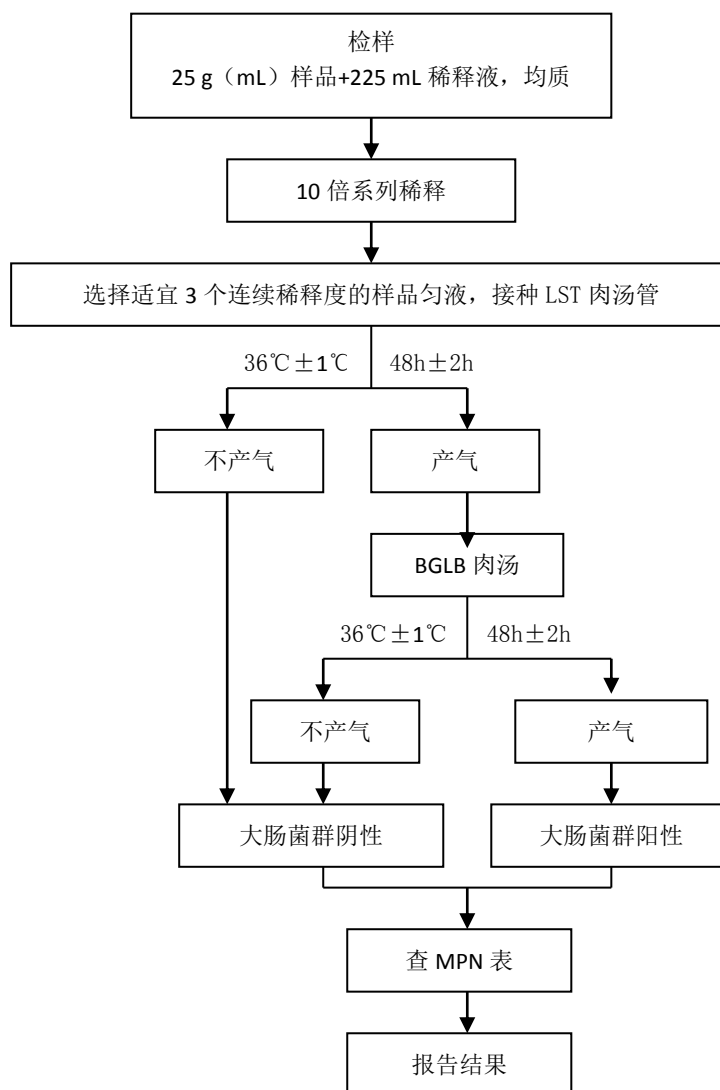 检样
25 g（mL）样品+225 mL 稀释液，均质
10 倍系列稀释
选择适宜 3 个连续稀释度的样品匀液，接种 LST 肉汤管
36℃±1℃ 48h±2h
不产气 产气
BGLB 肉汤
36℃±1℃ 48h±2h
不产气 产气
大肠菌群阴性 大肠菌群阳性
查 MPN 表
报告结果